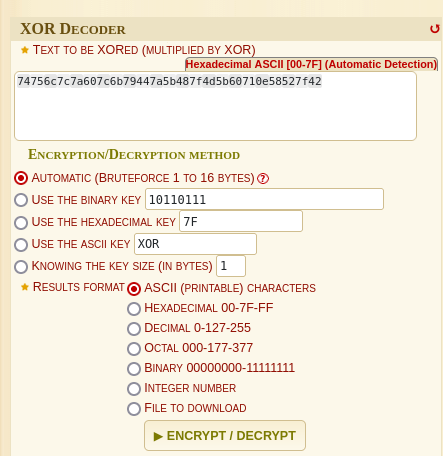 XOR Decoder
★ Text to be XORed (multiplied by XOR)
Hexadecimal ASCII [00-7F] (Automatic Detection)
74756c7c7a607c6b79447a5b487f4d5b60710e58527f42
Encryption/Decryption method
Automatic (Bruteforce 1 to 16 bytes) ?
Use the binary key 10110111
Use the hexadecimal key 7F
Use the ASCII key XOR
Knowing the key size (in bytes) 1
★ Results format ASCII (printable) characters
Hexadecimal 00-7F-FF
Decimal 0-127-255
Octal 000-177-377
Binary 00000000-11111111
Integer number
File to download
▶ ENCRYPT / DECRYPT